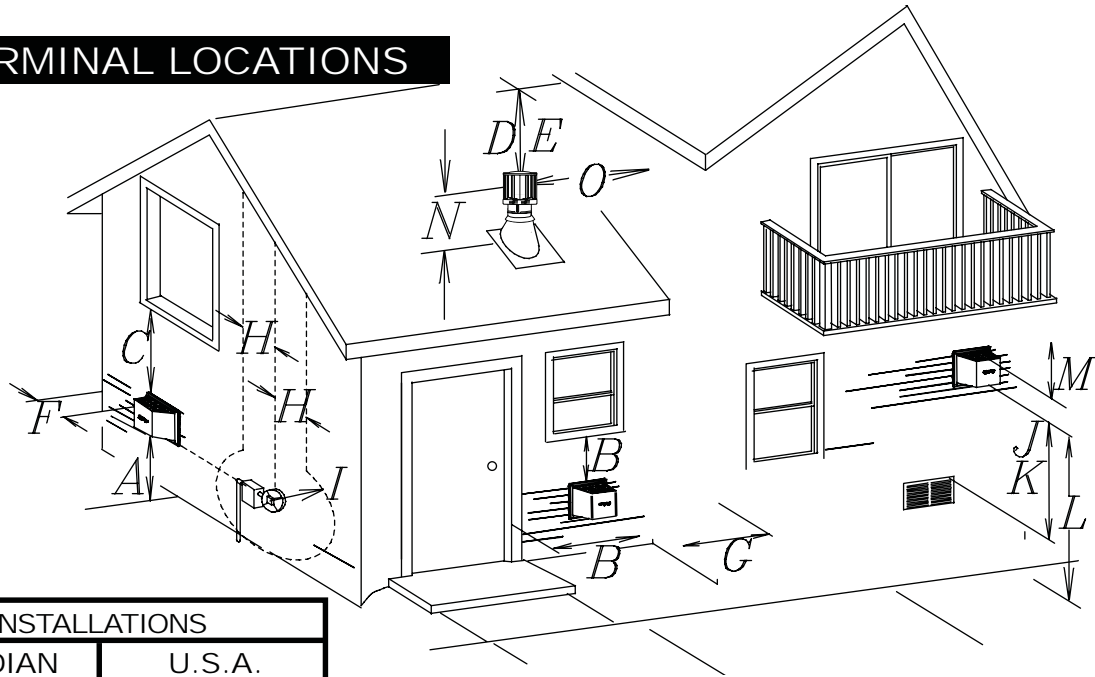 RMINAL LOCATIONS
D E
O
N
C
H
H
F
A
I
B
B
G
M
J
K
L
NSTALLATIONS
DIAN U.S.A.